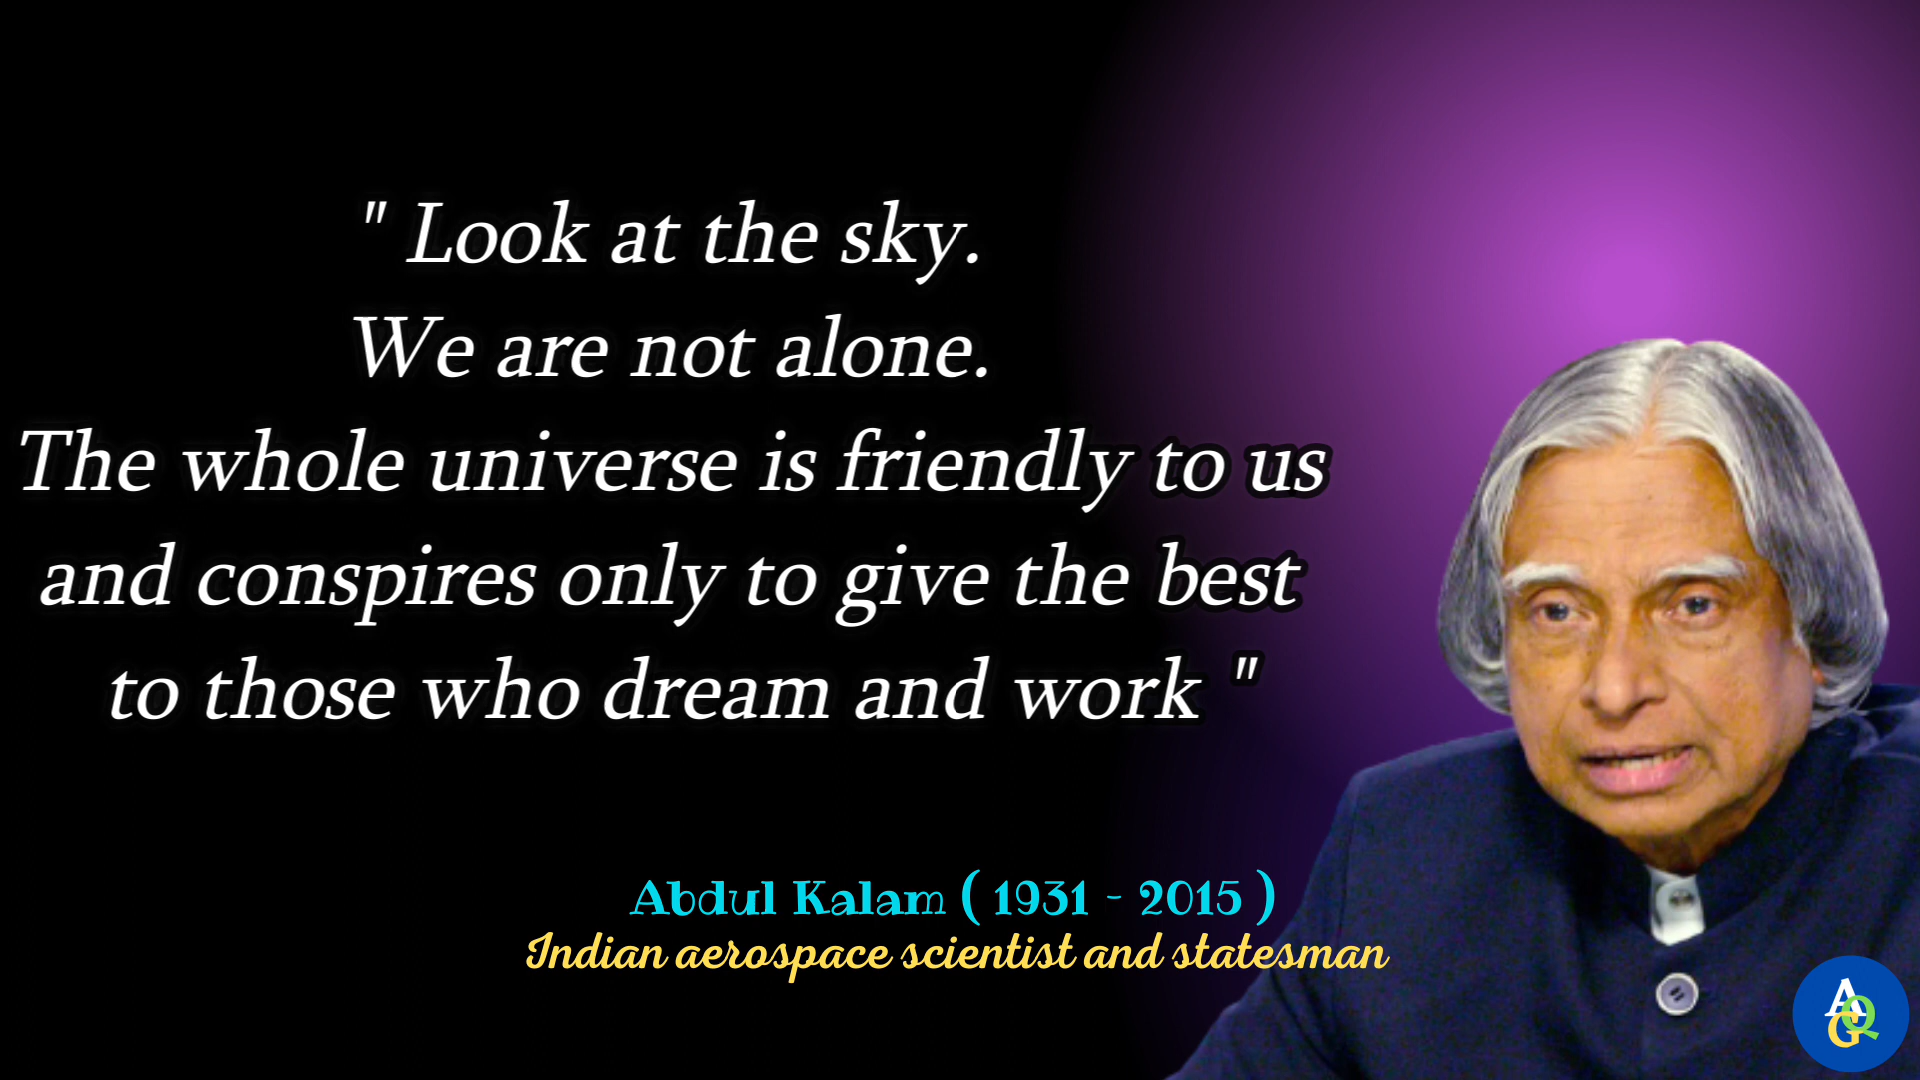 " Look at the sky.
We are not alone.
The whole universe is friendly to us
and conspires only to give the best
to those who dream and work "
Abdul Kalam ( 1931 - 2015 )
Indian aerospace scientist and statesman
AQG